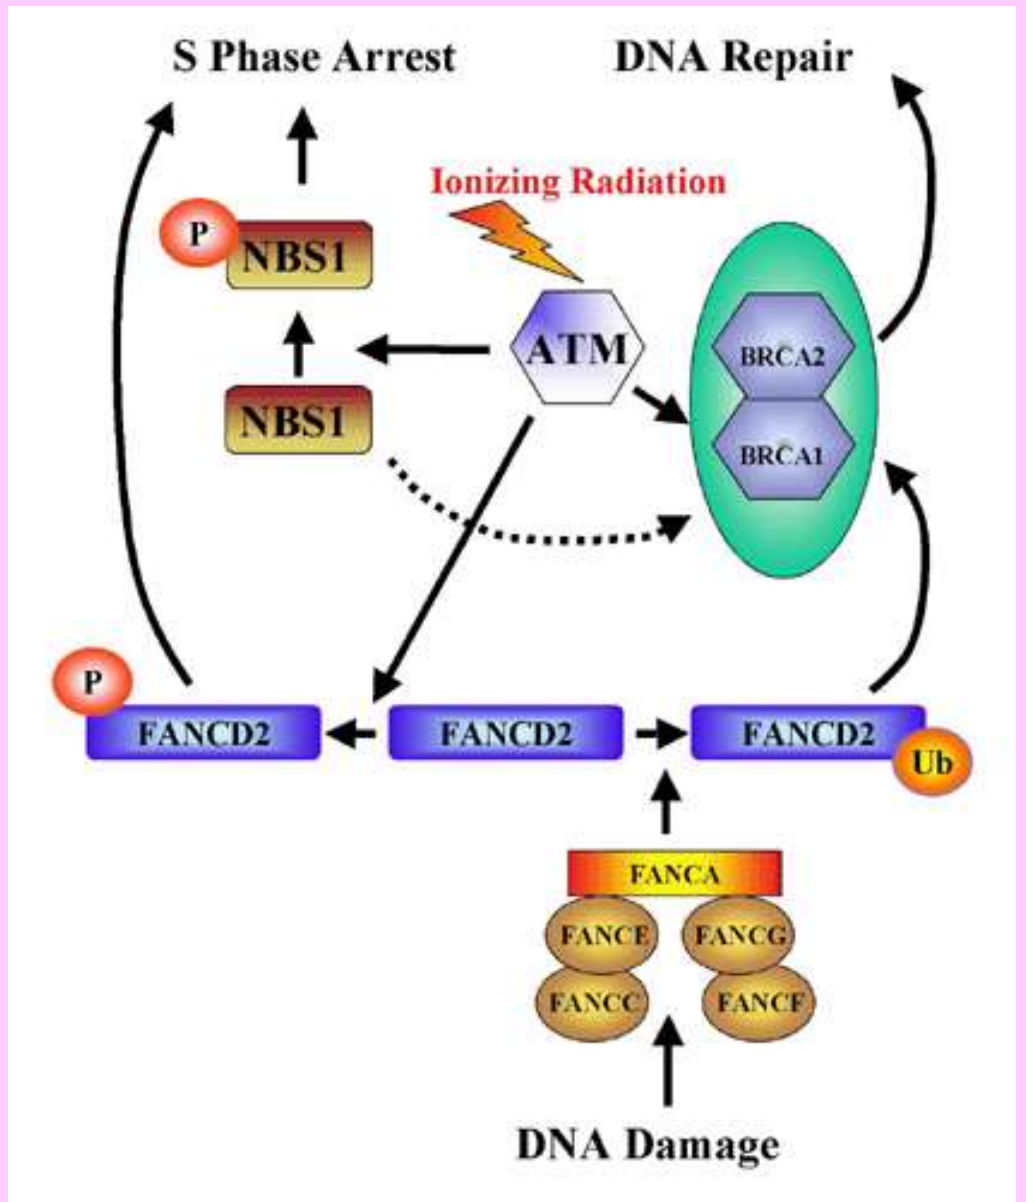 S Phase Arrest
DNA Repair
Ionizing Radiation
P
NBS1
ATM
BRCA2
NBS1
BRCA1
P
FANCD2
FANCD2
FANCD2
Ub
FANCA
FANCE
FANCG
FANCC
FANCF
DNA Damage